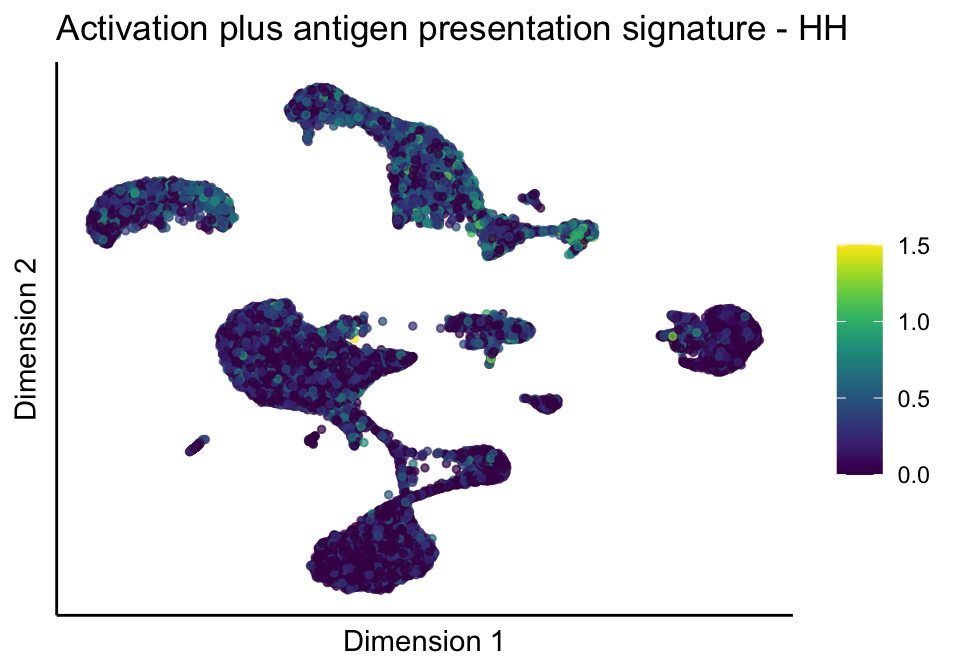 Activation plus antigen presentation signature - HH
Dimension 2
1.5
1.0
0.5
0.0
Dimension 1